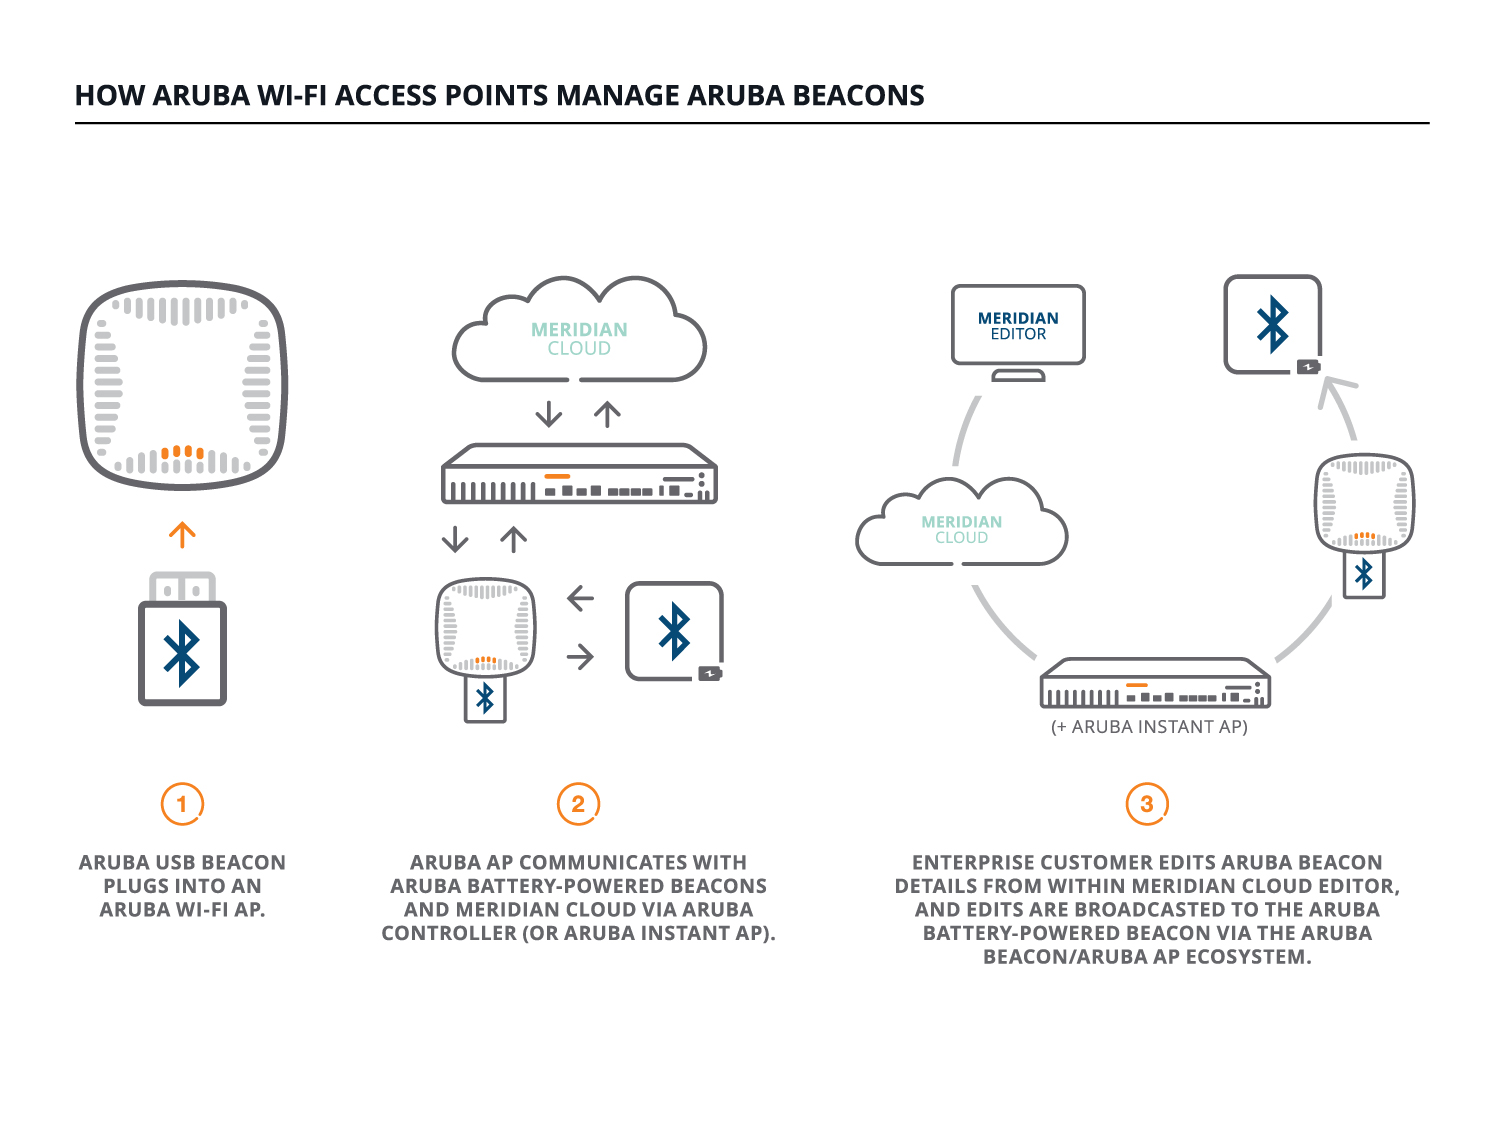 HOW ARUBA WI-FI ACCESS POINTS MANAGE ARUBA BEACONS
MERIDIAN
CLOUD
MERIDIAN
EDITOR
MERIDIAN
CLOUD
(+ ARUBA INSTANT AP)
1
ARUBA USB BEACON
PLUGS INTO AN
ARUBA WI-FI AP.
2
ARUBA AP COMMUNICATES WITH
ARUBA BATTERY-POWERED BEACONS
AND MERIDIAN CLOUD VIA ARUBA
CONTROLLER (OR ARUBA INSTANT AP).
3
ENTERPRISE CUSTOMER EDITS ARUBA BEACON
DETAILS FROM WITHIN MERIDIAN CLOUD EDITOR,
AND EDITS ARE BROADCASTED TO THE ARUBA
BATTERY-POWERED BEACON VIA THE ARUBA
BEACON/ARUBA AP ECOSYSTEM.